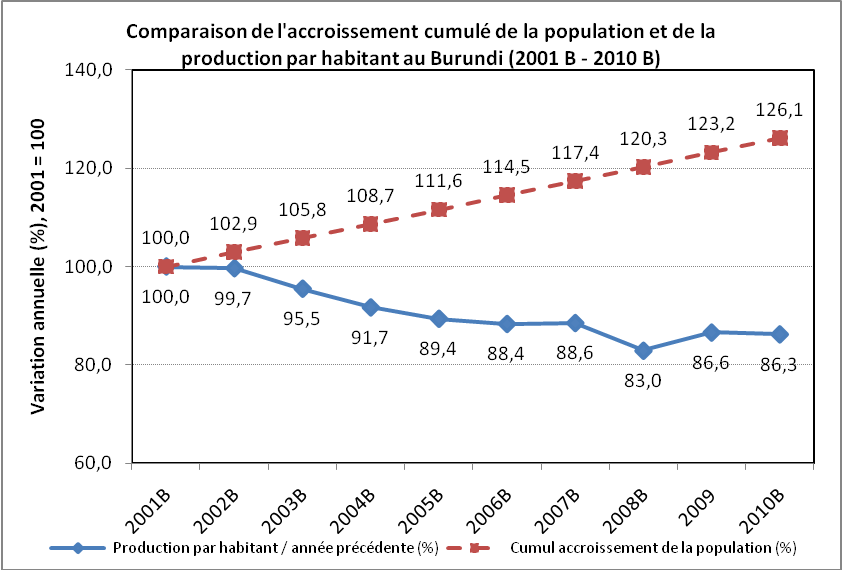 Comparaison de l'accroissement cumulé de la population et de la
production par habitant au Burundi (2001 B - 2010 B)
Variation annuelle (%), 2001 = 100
140,0
120,0
100,0
80,0
60,0
100,0
102,9
105,8
108,7
111,6
114,5
117,4
120,3
123,2
126,1
100,0
99,7
95,5
91,7
89,4
88,4
88,6
83,0
86,6
86,3
2001B
2002B
2003B
2004B
2005B
2006B
2007B
2008B
2009
2010B
Production par habitant / année précédente (%)
Cumul accroissement de la population (%)